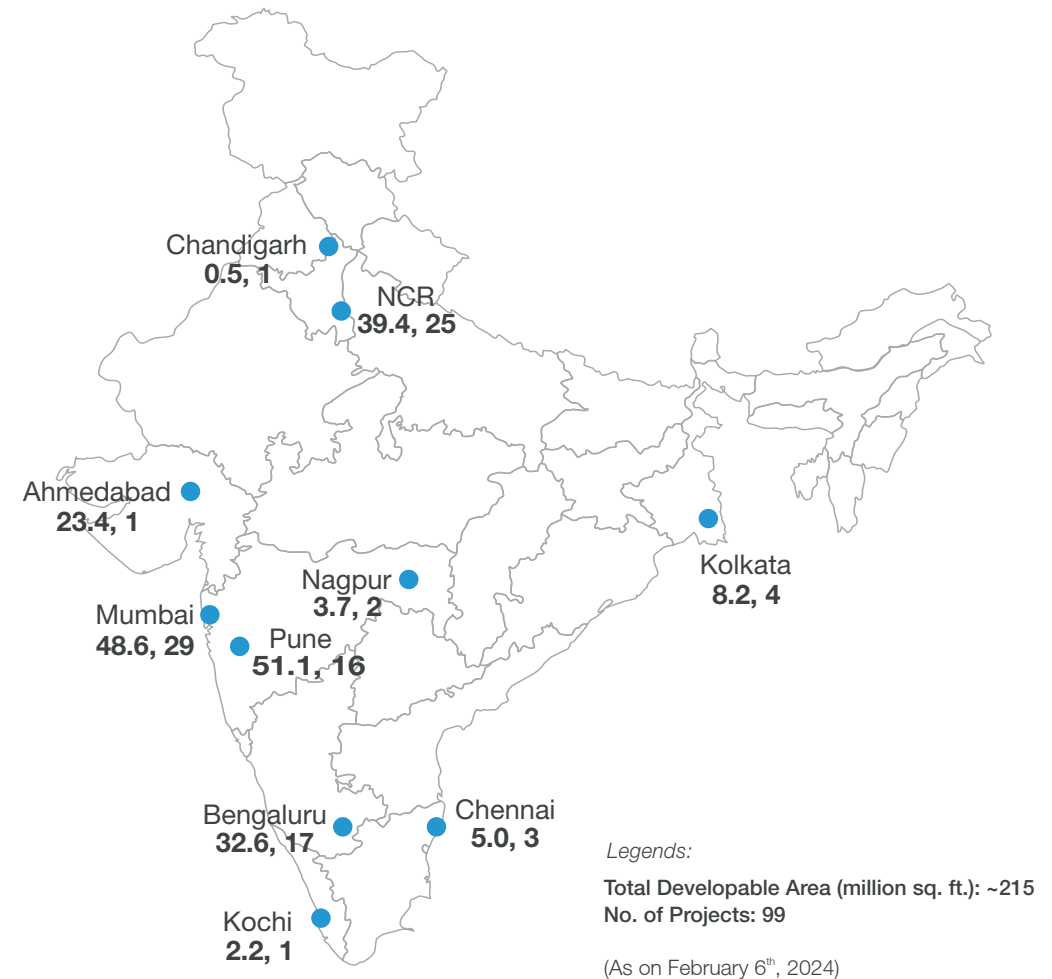 Chandigarh
0.5, 1
NCR
39.4, 25
Ahmedabad
23.4, 1
Kolkata
8.2, 4
Nagpur
3.7, 2
Mumbai
48.6, 29
Pune
51.1, 16
Bengaluru
32.6, 17
Chennai
5.0, 3
Kochi
2.2, 1
Legends:
Total Developable Area (million sq. ft.): ~215
No. of Projects: 99
(As on February 6th, 2024)